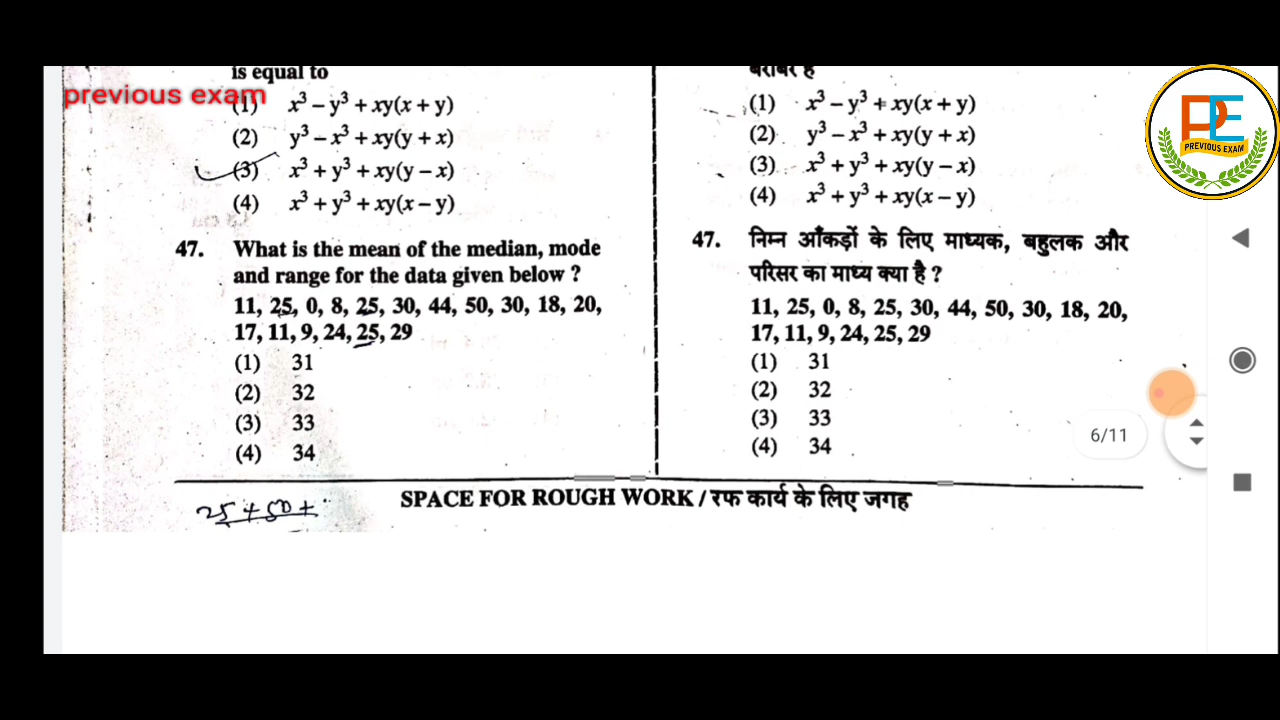 is equal to
previous exam
(1) x³ – y³ + xy(x + y)
(2) y³ – x³ + xy(y + x)
(3) x³ + y³ + xy(y – x)
(4) x³ + y³ + xy(x – y)
47. What is the mean of the median, mode
and range for the data given below ?
11, 25, 0, 8, 25, 30, 44, 50, 30, 18, 20,
17, 11, 9, 24, 25, 29
(1) 31
(2) 32
(3) 33
(4) 34
बराबर है
(1) x³ – y³ + xy(x + y)
(2) y³ – x³ + xy(y + x)
(3) x³ + y³ + xy(y – x)
(4) x³ + y³ + xy(x – y)
47. निम्न आँकड़ों के लिए माध्यक, बहुलक और
परिसर का माध्य क्या है ?
11, 25, 0, 8, 25, 30, 44, 50, 30, 18, 20,
17, 11, 9, 24, 25, 29
(1) 31
(2) 32
(3) 33
(4) 34
PE
PREVIOUS EXAM
6/11
SPACE FOR ROUGH WORK / रफ कार्य के लिए जगह
25 + 50 +